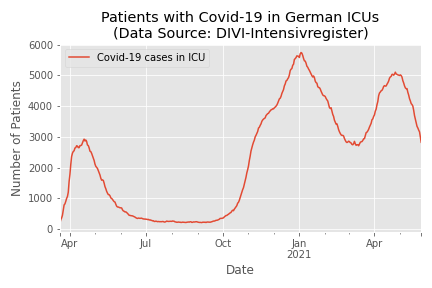 Patients with Covid-19 in German ICUs
(Data Source: DIVI-Intensivregister)
Covid-19 cases in ICU
Number of Patients
6000
5000
4000
3000
2000
1000
0
Apr
Jul
Oct
Jan
2021
Apr
Date